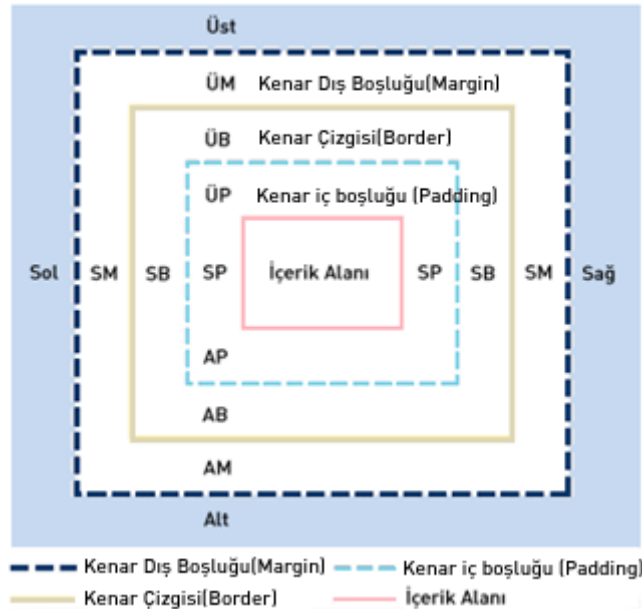 Üst
ÜM Kenar Dış Boşluğu(Margin)
ÜB Kenar Çizgisi(Border)
ÜP Kenar iç boşluğu (Padding)
Sol SM SB SP İçerik Alanı SP SB SM Sağ
AP
AB
AM
Alt
Kenar Dış Boşluğu(Margin) Kenar iç boşluğu (Padding)
Kenar Çizgisi(Border) İçerik Alanı